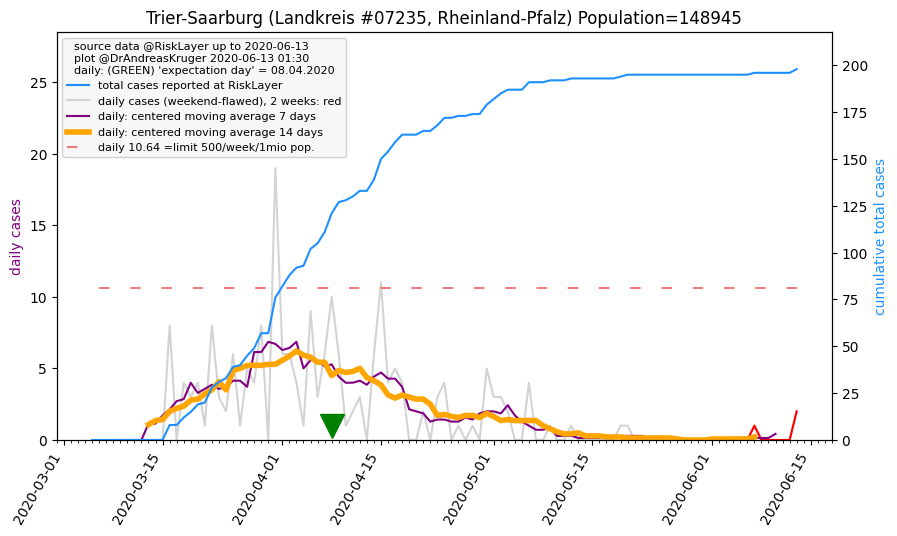 Trier-Saarburg (Landkreis #07235, Rheinland-Pfalz) Population=148945
source data @RiskLayer up to 2020-06-13
plot @DrAndreasKruger 2020-06-13 01:30
daily: (GREEN) 'expectation day' = 08.04.2020
total cases reported at RiskLayer
daily cases (weekend-flawed), 2 weeks: red
daily: centered moving average 7 days
daily: centered moving average 14 days
daily 10.64 =limit 500/week/1mio pop.
daily cases
0
5
10
15
20
25
cumulative total cases
0
25
50
75
100
125
150
175
200
2020-03-01
2020-03-15
2020-04-01
2020-04-15
2020-05-01
2020-05-15
2020-06-01
2020-06-15